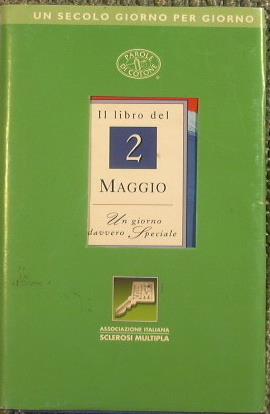 UN SECOLO GIORNO PER GIORNO
PAROLE
DI COTONE
Il libro del
2
MAGGIO
Un giorno
davvero Speciale
ASSOCIAZIONE ITALIANA
SCLEROSI MULTIPLA